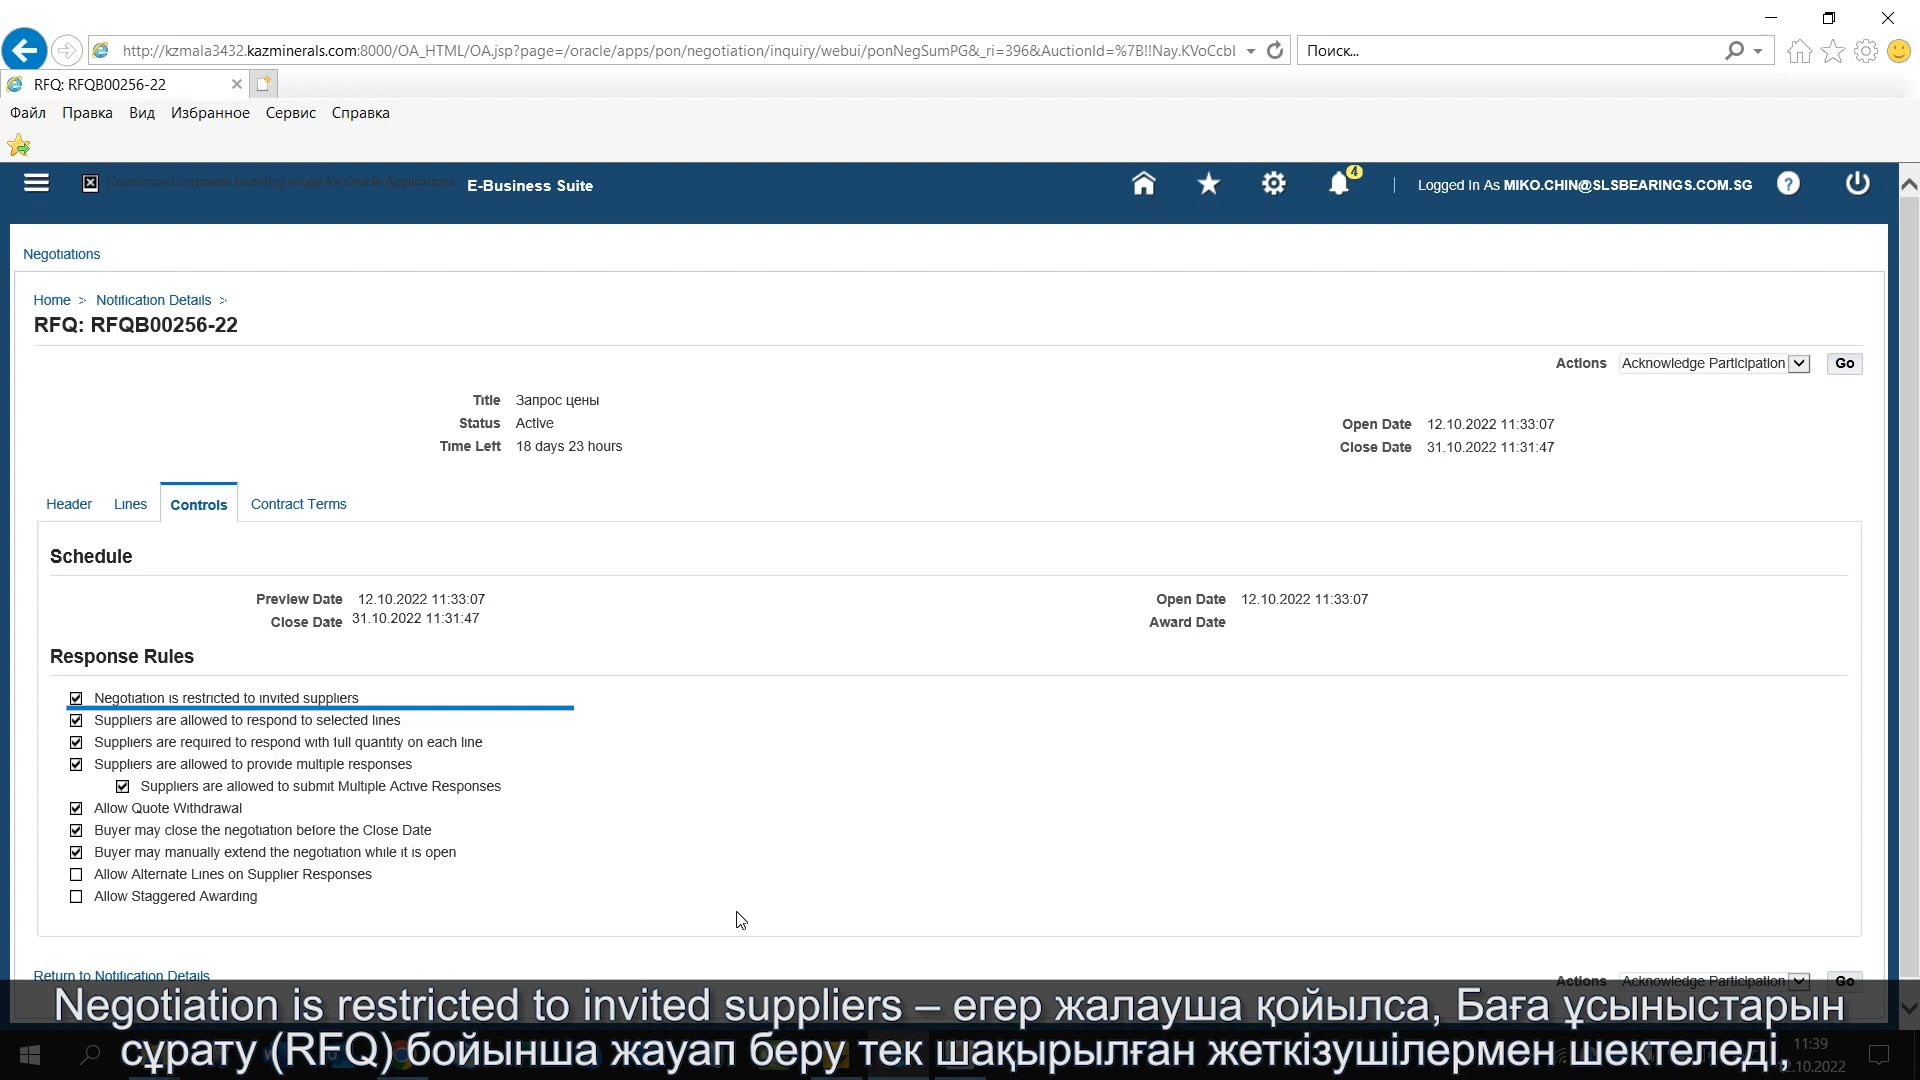 http://kzmala3432.kazminerals.com:8000/OA_HTML/OA.jsp?page=/oracle/apps/pon/negotiation/inquiry/webui/ponNegSumPG&_ri=396&AuctionId=%7B!!Nay.KVoCcbl
Поиск...
RFQ: RFQB00256-22
Файл Правка Вид Избранное Сервис Справка
E-Business Suite
4
Logged In As MIKO.CHIN@SLSBEARINGS.COM.SG
Negotiations
Home > Notification Details >
RFQ: RFQB00256-22
Actions Acknowledge Participation Go
Title Запрос цены
Status Active
Time Left 18 days 23 hours
Open Date 12.10.2022 11:33:07
Close Date 31.10.2022 11:31:47
Header Lines Controls Contract Terms
Schedule
Preview Date 12.10.2022 11:33:07
Close Date 31.10.2022 11:31:47
Open Date 12.10.2022 11:33:07
Award Date
Response Rules
Negotiation is restricted to invited suppliers
Suppliers are allowed to respond to selected lines
Suppliers are required to respond with full quantity on each line
Suppliers are allowed to provide multiple responses
Suppliers are allowed to submit Multiple Active Responses
Allow Quote Withdrawal
Buyer may close the negotiation before the Close Date
Buyer may manually extend the negotiation while it is open
Allow Alternate Lines on Supplier Responses
Allow Staggered Awarding
Return to Notification Details
Actions Acknowledge Participation Go
Negotiation is restricted to invited suppliers – егер жалауша қойылса, Баға ұсыныстарын
сұрату (RFQ) бойынша жауап беру тек шақырылған жеткізушілермен шектеледі,
11:39
12.10.2022